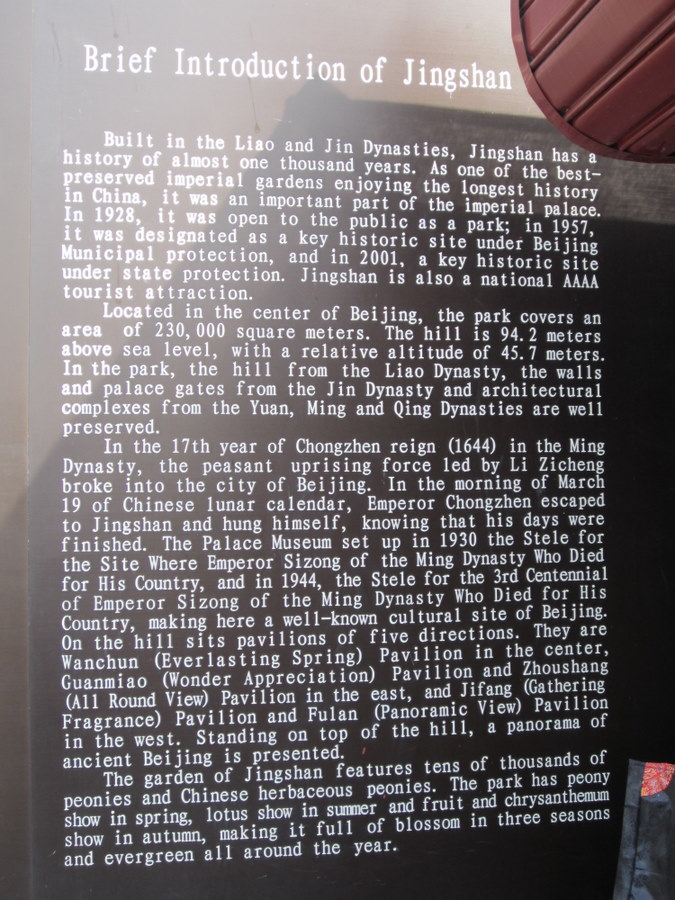 Brief Introduction of Jingshan
Built in the Liao and Jin Dynasties, Jingshan has a
history of almost one thousand years. As one of the best-
preserved imperial gardens enjoying the longest history
in China, it was an important part of the imperial palace.
In 1928, it was open to the public as a park; in 1957,
it was designated as a key historic site under Beijing
Municipal protection, and in 2001, a key historic site
under state protection. Jingshan is also a national AAAA
tourist attraction.
Located in the center of Beijing, the park covers an
area of 230,000 square meters. The hill is 94.2 meters
above sea level, with a relative altitude of 45.7 meters.
In the park, the hill from the Liao Dynasty, the walls
and palace gates from the Jin Dynasty and architectural
complexes from the Yuan, Ming and Qing Dynasties are well
preserved.
In the 17th year of Chongzhen reign (1644) in the Ming
Dynasty, the peasant uprising force led by Li Zicheng
broke into the city of Beijing. In the morning of March
19 of Chinese lunar calendar, Emperor Chongzhen escaped
to Jingshan and hung himself, knowing that his days were
finished. The Palace Museum set up in 1930 the Stele for
the Site Where Emperor Sizong of the Ming Dynasty Who Died
for His Country, and in 1944, the Stele for the 3rd Centennial
of Emperor Sizong of the Ming Dynasty Who Died for His
Country, making here a well-known cultural site of Beijing.
On the hill sits pavilions of five directions. They are
Wanchun (Everlasting Spring) Pavilion in the center,
Guanmiao (Wonder Appreciation) Pavilion and Zhoushang
(All Round View) Pavilion in the east, and Jifang (Gathering
Fragrance) Pavilion and Fulan (Panoramic View) Pavilion
in the west. Standing on top of the hill, a panorama of
ancient Beijing is presented.
The garden of Jingshan features tens of thousands of
peonies and Chinese herbaceous peonies. The park has peony
show in spring, lotus show in summer and fruit and chrysanthemum
show in autumn, making it full of blossom in three seasons
and evergreen all around the year.